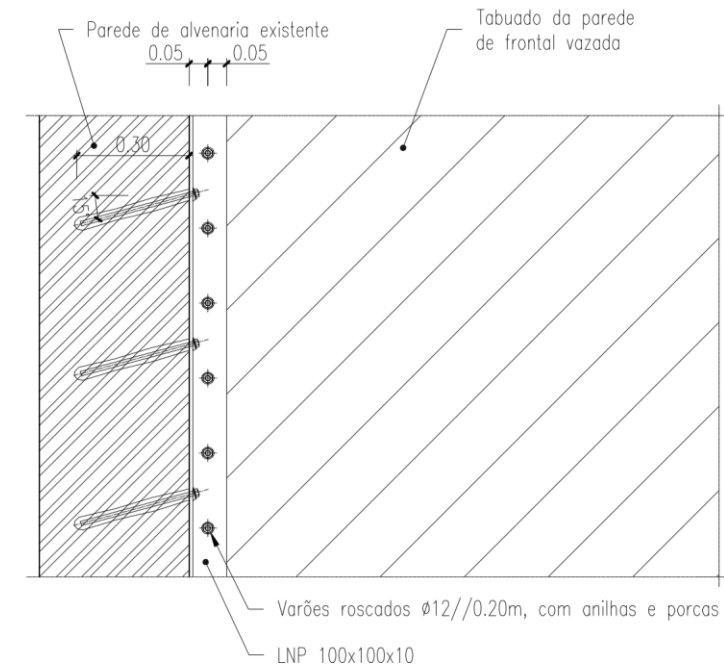 Parede de alvenaria existente
Tabuado da parede
de frontal vazada
0.05
0.05
0.30
15°
Varões roscados Ø12//0.20m, com anilhas e porcas
LNP 100x100x10